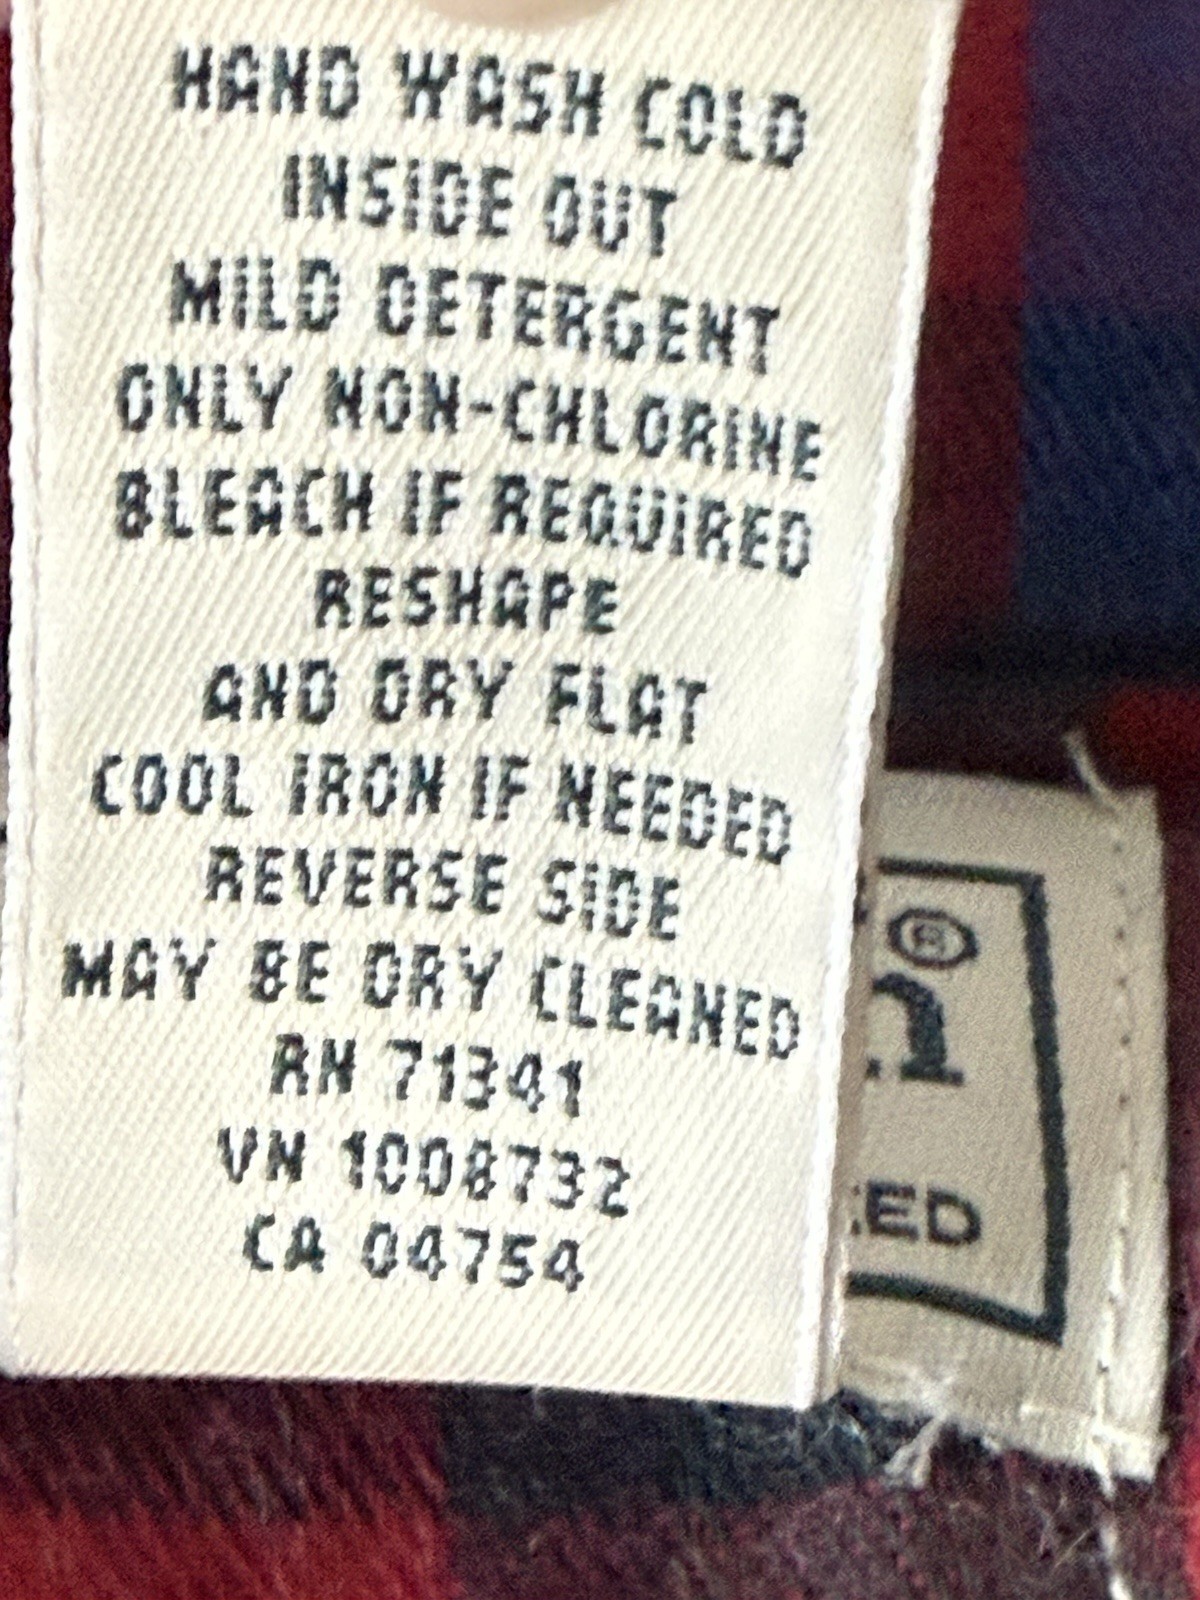 HAND WASH COLD
INSIDE OUT
MILD DETERGENT
ONLY NON-CHLORINE
BLEACH IF REQUIRED
RESHAPE
AND DRY FLAT
COOL IRON IF NEEDED
REVERSE SIDE
MAY BE DRY CLEANED
RN 71341
VN 1008732
CA 04754
®
n
ED